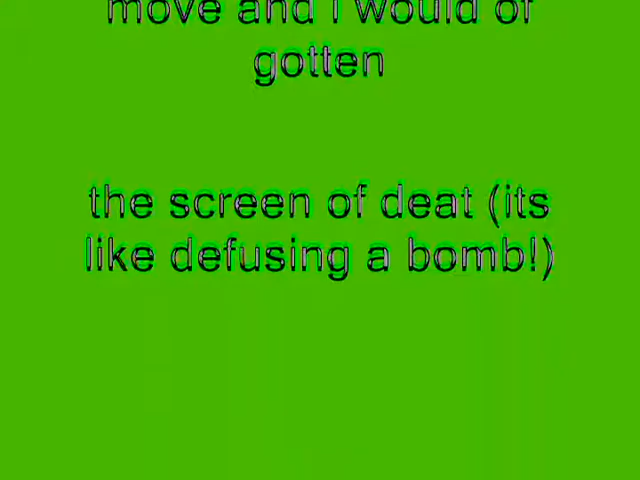 move and I would of
gotten
the screen of deat (its
like defusing a bomb!)